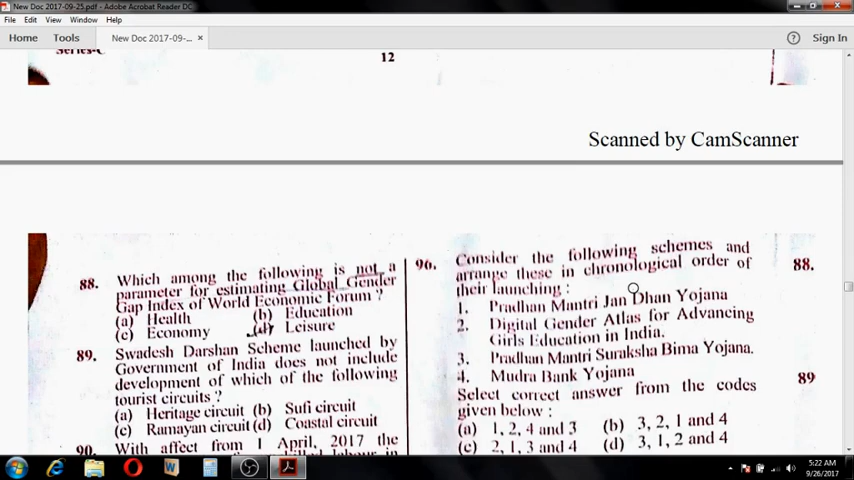 New Doc 2017-09-25.pdf - Adobe Acrobat Reader DC
File Edit View Window Help
Home Tools New Doc 2017-09-... × Sign In
Series-C
12
Scanned by CamScanner
88. Which among the following is not a
parameter for estimating Global Gender
Gap Index of World Economic Forum ?
(a) Health (b) Education
(c) Economy (d) Leisure
89. Swadesh Darshan Scheme launched by
Government of India does not include
development of which of the following
tourist circuits ?
(a) Heritage circuit (b) Sufi circuit
(c) Ramayan circuit (d) Coastal circuit
90. With affect from 1 April, 2017 the
96. Consider the following schemes and
arrange these in chronological order of
their launching :
1. Pradhan Mantri Jan Dhan Yojana
2. Digital Gender Atlas for Advancing
Girls Education in India.
3. Pradhan Mantri Suraksha Bima Yojana.
4. Mudra Bank Yojana
Select correct answer from the codes
given below :
(a) 1, 2, 4 and 3 (b) 3, 2, 1 and 4
(c) 2, 1, 3 and 4 (d) 3, 1, 2 and 4
88.
89
5:22 AM
9/26/2017